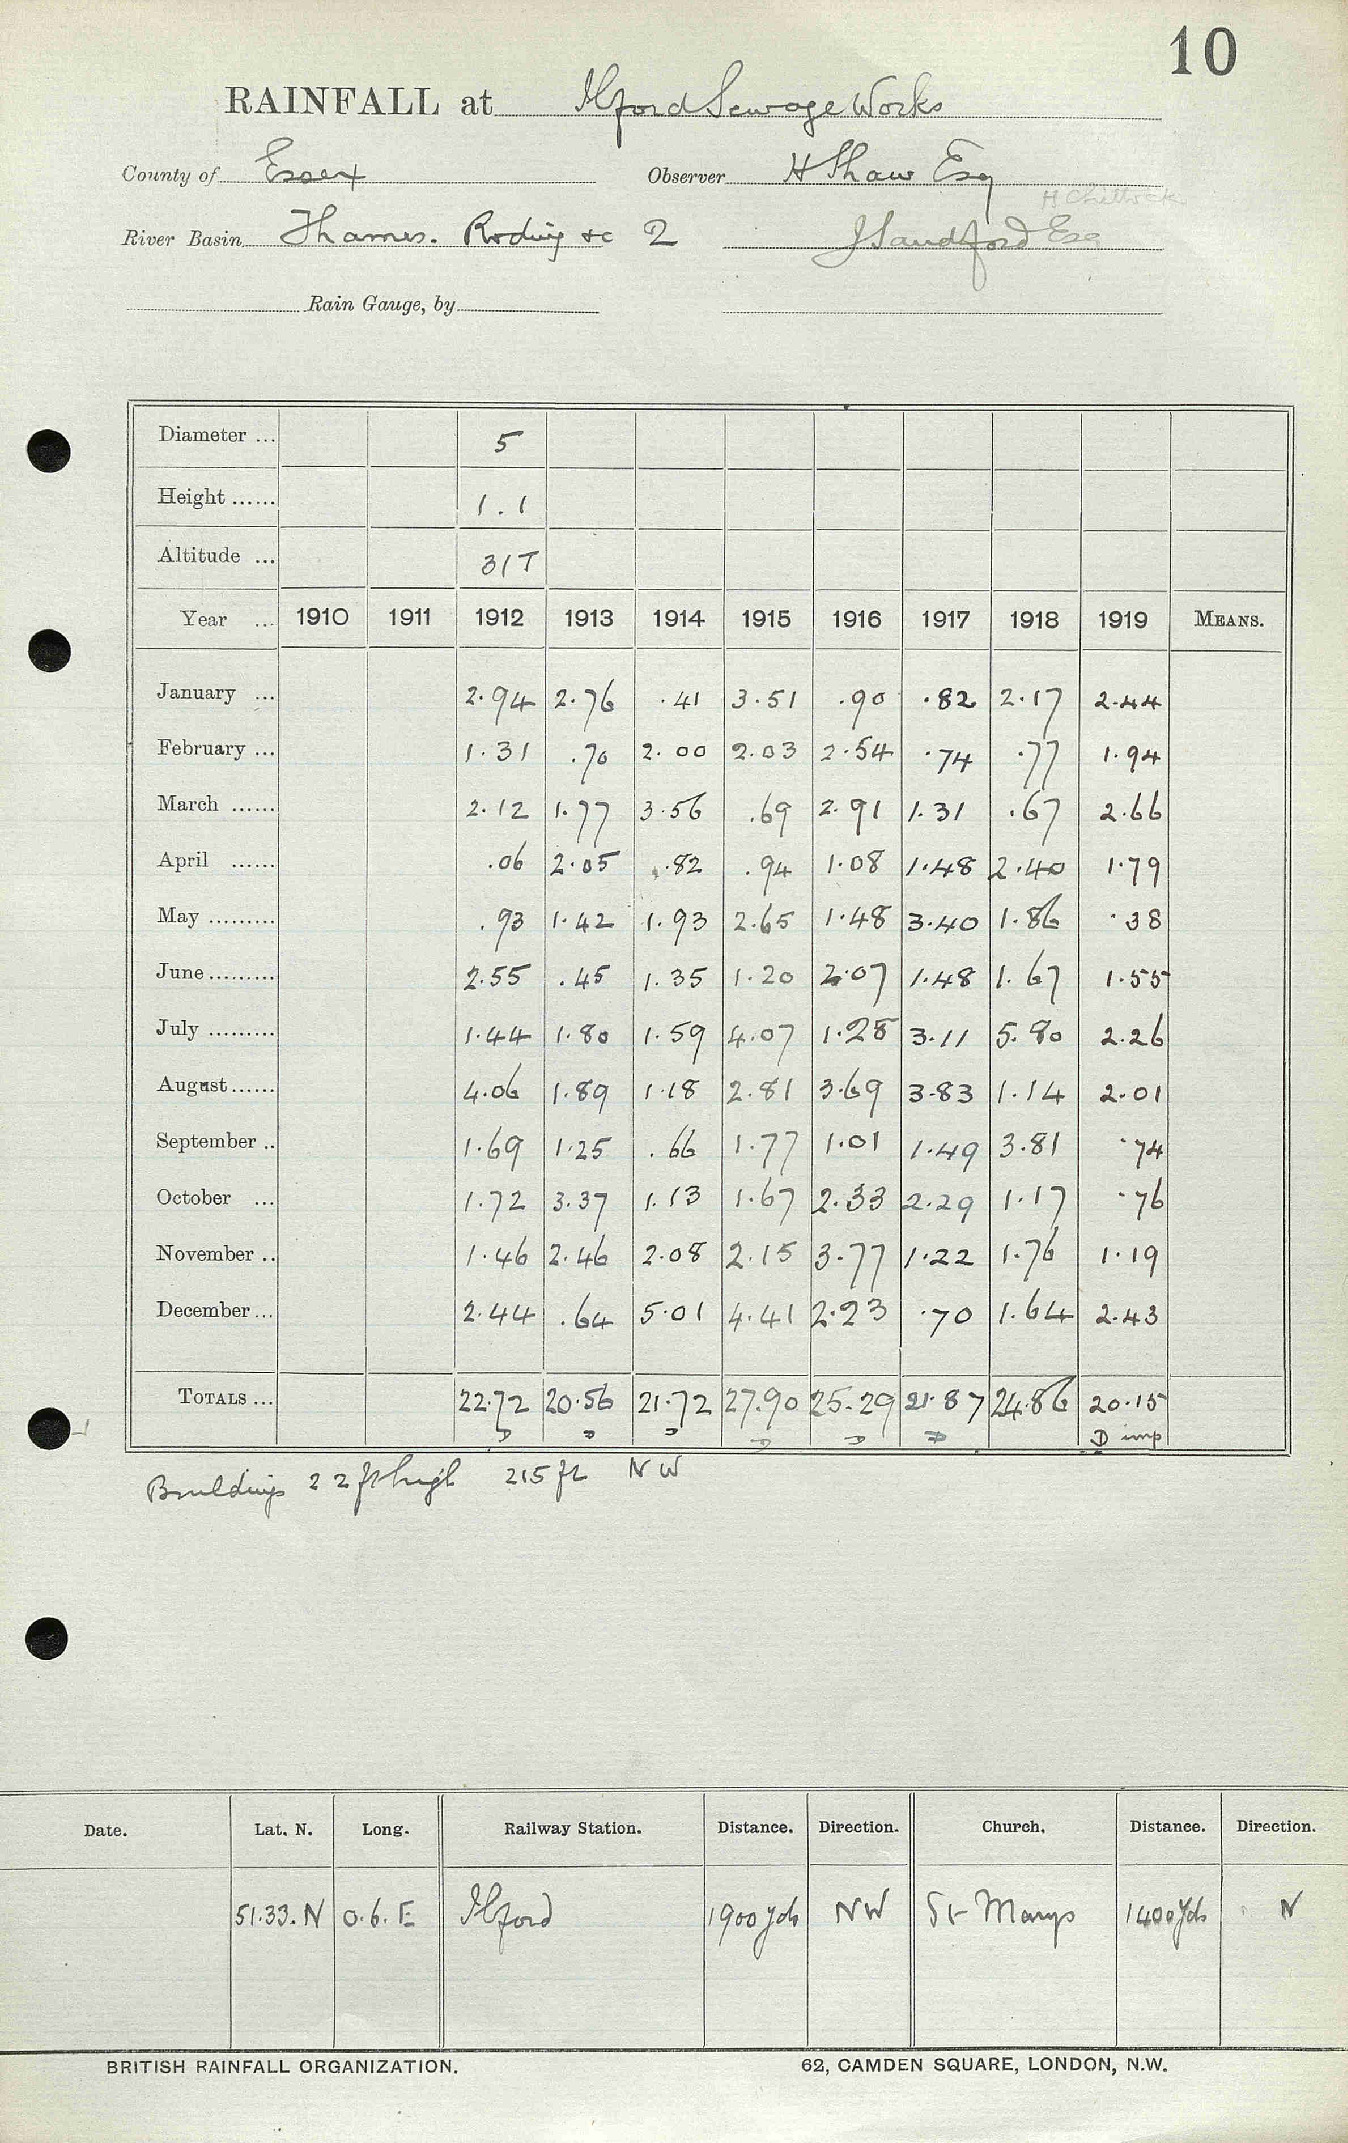 10
RAINFALL at Ilford Sewage Works
County of Essex Observer H Shaw Esq
H Chillock
River Basin Thames. Roding &c 2 J Sandford Esq
Rain Gauge, by
Diameter ... 5
Height ...... 1.1
Altitude ... 31T
Year ... 1910 1911 1912 1913 1914 1915 1916 1917 1918 1919 MEANS.
January ... 2.94 2.76 .41 3.51 .90 .82 2.17 2.44
February ... 1.31 .70 2.00 2.03 2.54 .74 .77 1.94
March ...... 2.12 1.77 3.56 .69 2.91 1.31 .67 2.66
April ...... .06 2.05 .82 .94 1.08 1.48 2.40 1.79
May ......... .93 1.42 1.93 2.65 1.48 3.40 1.86 .38
June ......... 2.55 .45 1.35 1.20 2.07 1.48 1.67 1.55
July ......... 1.44 1.80 1.59 4.07 1.28 3.11 5.80 2.26
August ...... 4.06 1.89 1.18 2.81 3.69 3.83 1.14 2.01
September .. 1.69 1.25 .66 1.77 1.01 1.49 3.81 .74
October ... 1.72 3.37 1.13 1.67 2.33 2.29 1.17 .76
November .. 1.46 2.46 2.08 2.15 3.77 1.22 1.76 1.19
December ... 2.44 .64 5.01 4.41 2.23 .70 1.64 2.43
TOTALS ... 22.72 20.56 21.72 27.90 25.29 21.87 24.86 20.15
D D D D D D D imp
Buildings 22 ft high 215 ft NW
Date. Lat. N. Long. Railway Station. Distance. Direction. Church. Distance. Direction.
51.33.N 0.6.E Ilford 1900 yds NW St Marys 1400 yds N
BRITISH RAINFALL ORGANIZATION. 62, CAMDEN SQUARE, LONDON, N.W.